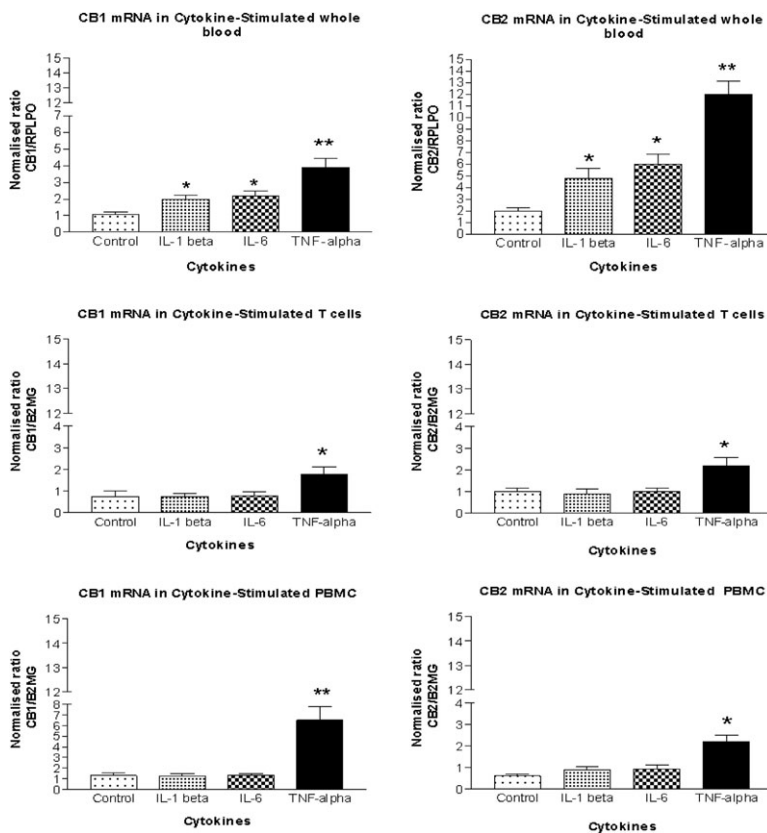 CB1 mRNA in Cytokine-Stimulated whole
blood
Normalised ratio
CB1/RPLPO
15
14
13
12
7
6
5
4
3
2
1
0
*
*
**
Control
IL-1 beta
IL-6
TNF-alpha
Cytokines
CB2 mRNA in Cytokine-Stimulated whole
blood
Normalised ratio
CB2/RPLPO
15
14
13
12
11
10
9
8
7
6
5
4
3
2
1
0
*
*
**
Control
IL-1 beta
IL-6
TNF-alpha
Cytokines
CB1 mRNA in Cytokine-Stimulated T cells
Normalised ratio
CB1/B2MG
15
14
13
12
4
3
2
1
0
*
Control
IL-1 beta
IL-6
TNF-alpha
Cytokines
CB2 mRNA in Cytokine-Stimulated T cells
Normalised ratio
CB2/B2MG
15
14
13
12
4
3
2
1
0
*
Control
IL-1 beta
IL-6
TNF-alpha
Cytokines
CB1 mRNA in Cytokine-Stimulated PBMC
Normalised ratio
CB1/B2MG
15
14
13
12
8
7
6
5
4
3
2
1
0
**
Control
IL-1 beta
IL-6
TNF-alpha
Cytokines
CB2 mRNA in Cytokine-Stimulated PBMC
Normalised ratio
CB2/B2MG
15
14
13
12
4
3
2
1
0
*
Control
IL-1 beta
IL-6
TNF-alpha
Cytokines